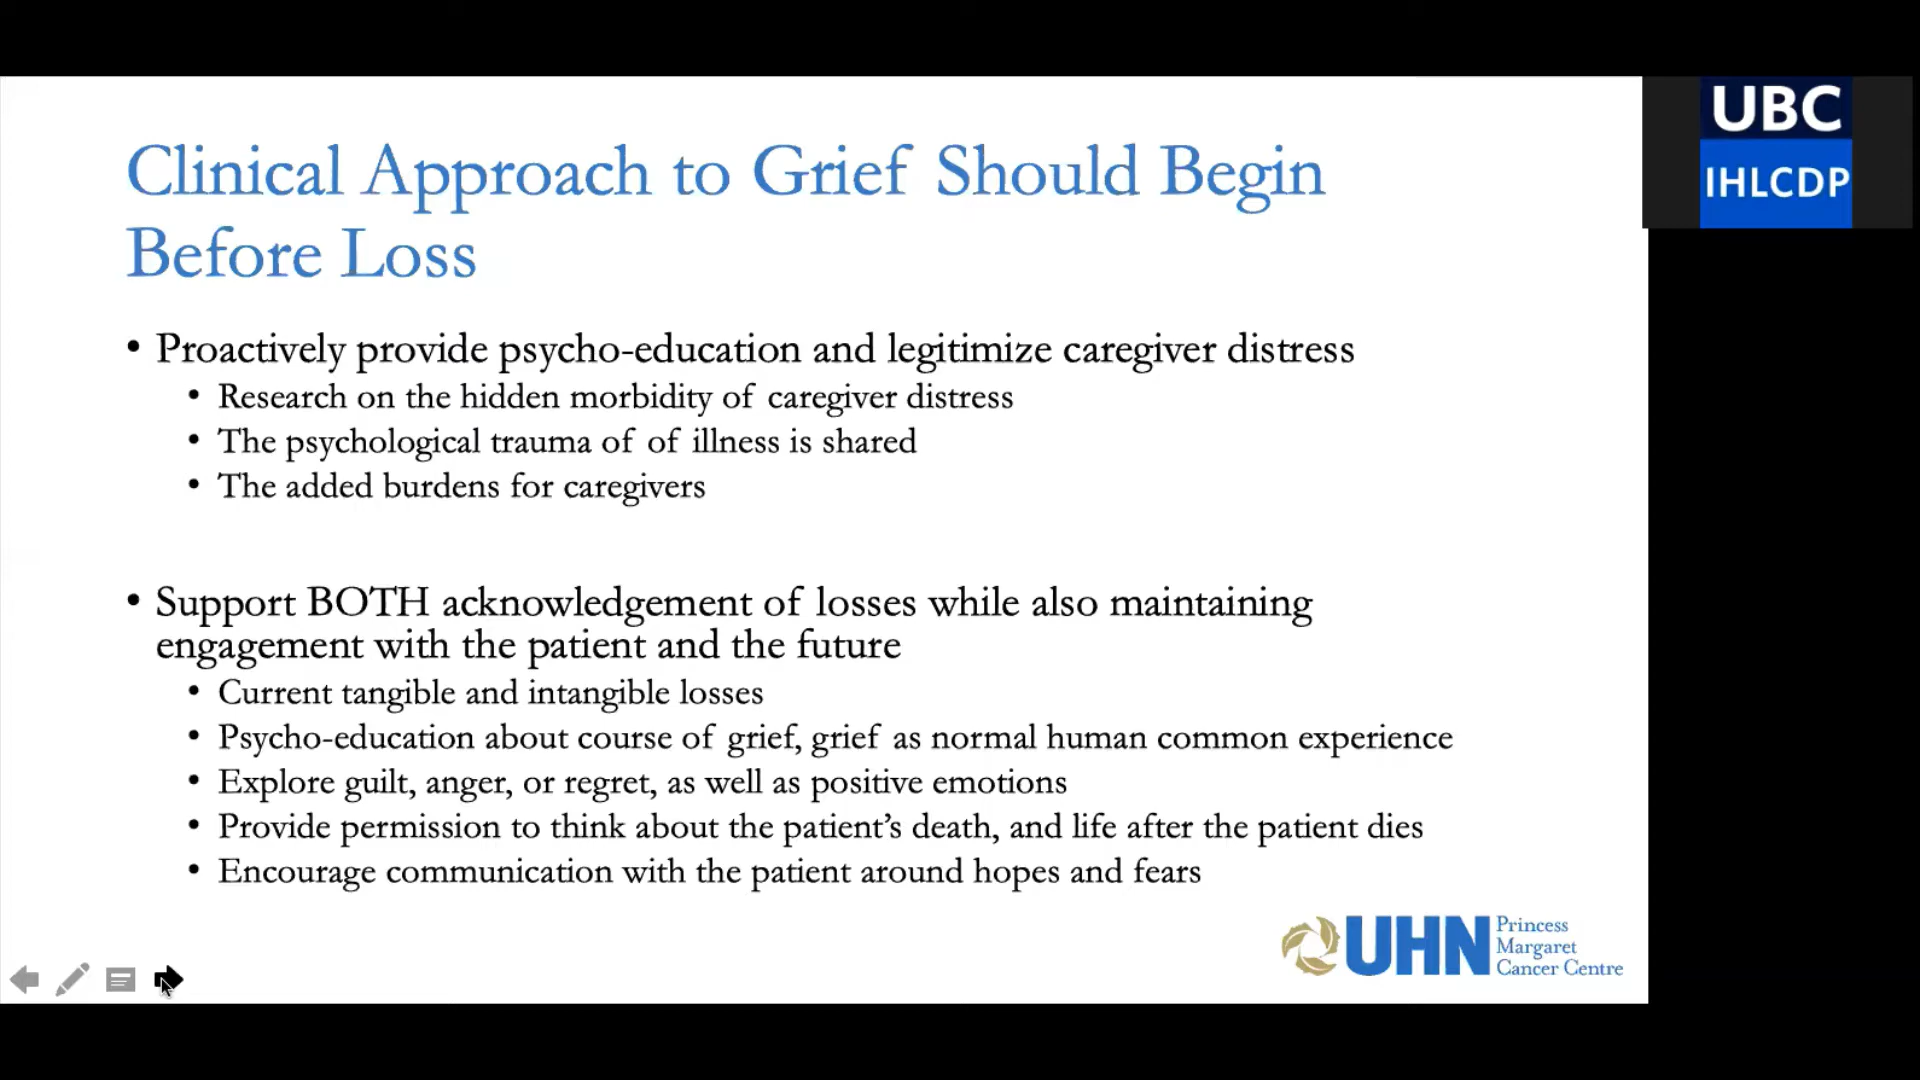 Clinical Approach to Grief Should Begin
Before Loss
• Proactively provide psycho-education and legitimize caregiver distress
• Research on the hidden morbidity of caregiver distress
• The psychological trauma of of illness is shared
• The added burdens for caregivers
• Support BOTH acknowledgement of losses while also maintaining
engagement with the patient and the future
• Current tangible and intangible losses
• Psycho-education about course of grief, grief as normal human common experience
• Explore guilt, anger, or regret, as well as positive emotions
• Provide permission to think about the patient’s death, and life after the patient dies
• Encourage communication with the patient around hopes and fears
UHN
Princess
Margaret
Cancer Centre
UBC
IHLCDP